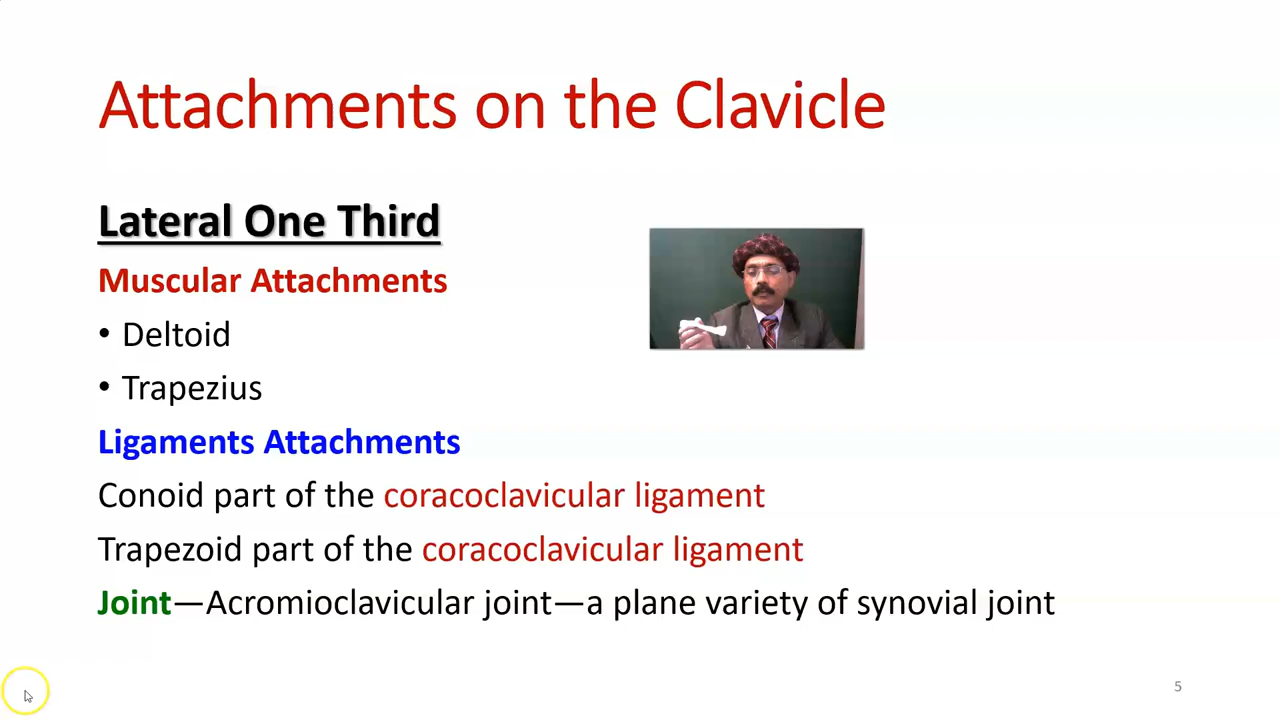 Attachments on the Clavicle
Lateral One Third
Muscular Attachments
• Deltoid
• Trapezius
Ligaments Attachments
Conoid part of the coracoclavicular ligament
Trapezoid part of the coracoclavicular ligament
Joint—Acromioclavicular joint—a plane variety of synovial joint
5